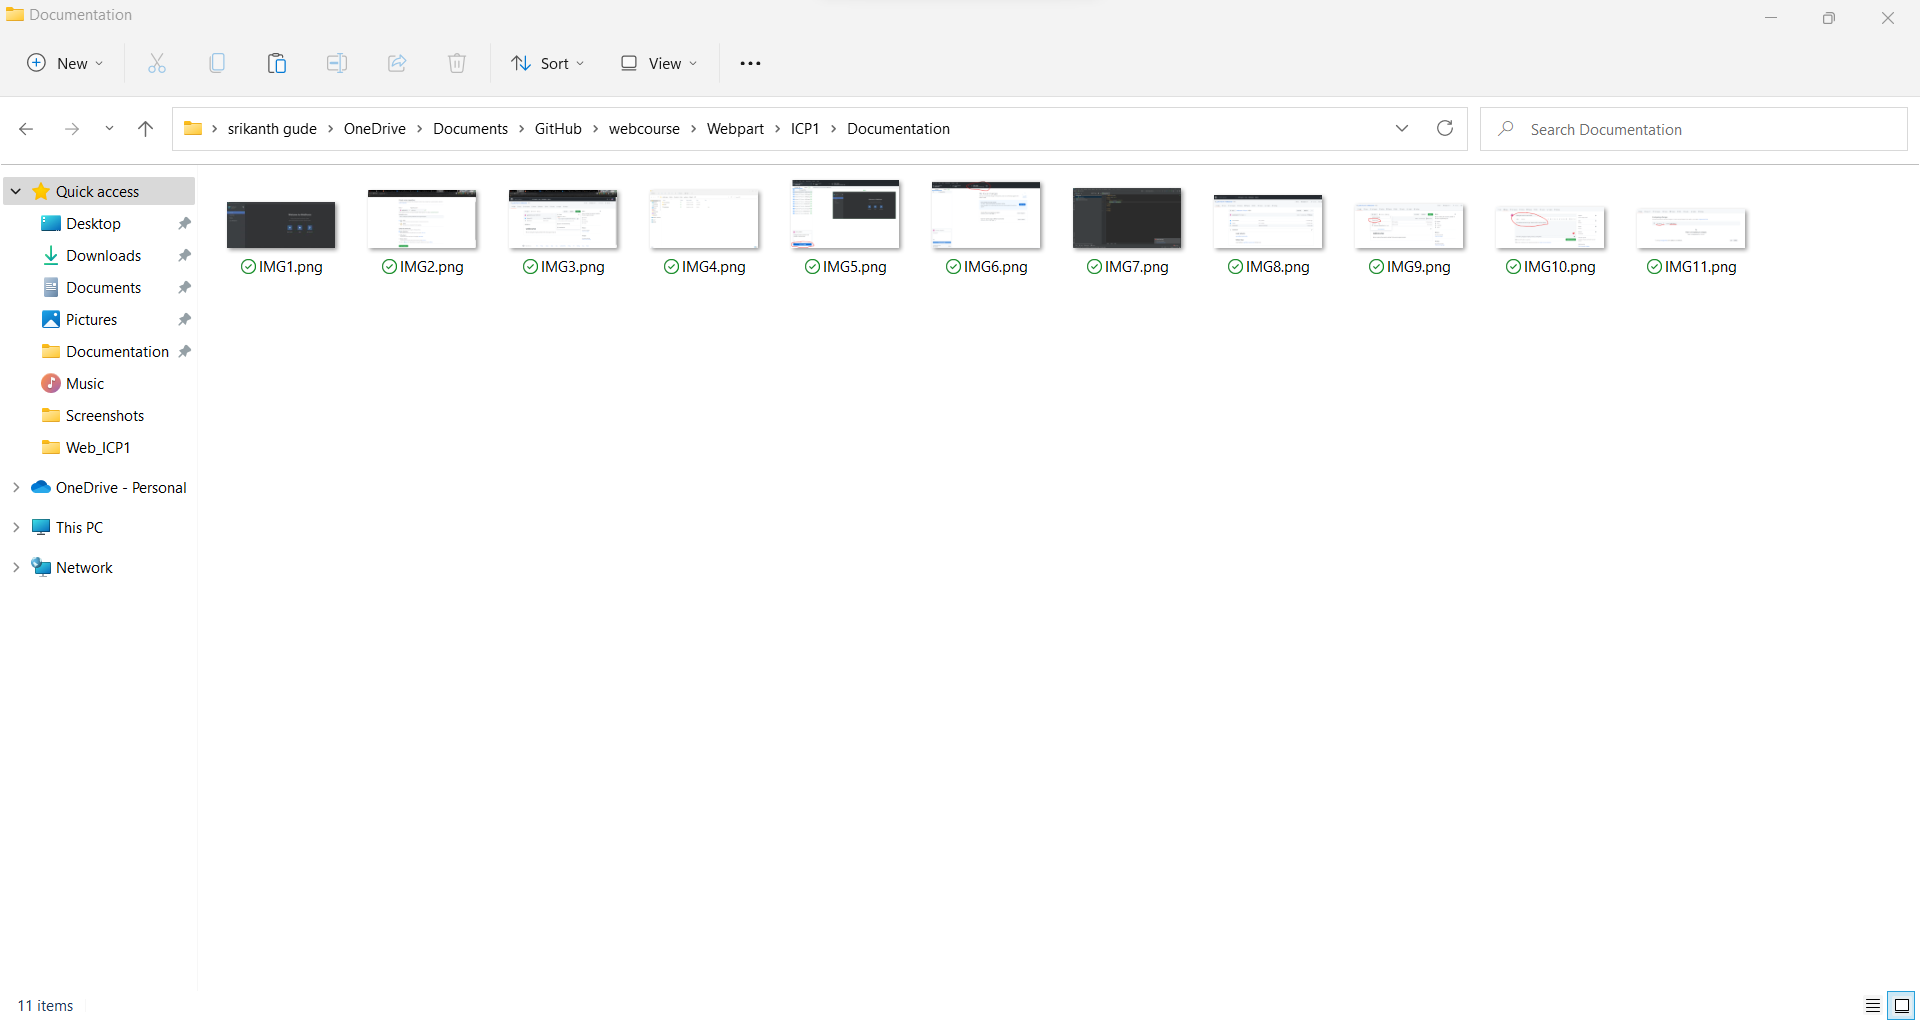 Documentation
New
Sort
View
srikanth gude > OneDrive > Documents > GitHub > webcourse > Webpart > ICP1 > Documentation
Search Documentation
Quick access
Desktop
Downloads
Documents
Pictures
Documentation
Music
Screenshots
Web_ICP1
OneDrive - Personal
This PC
Network
IMG1.png
IMG2.png
IMG3.png
IMG4.png
IMG5.png
IMG6.png
IMG7.png
IMG8.png
IMG9.png
IMG10.png
IMG11.png
11 items